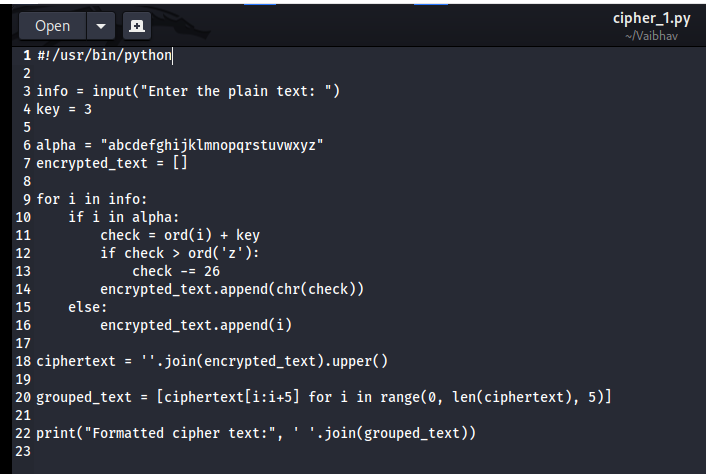 Open
cipher_1.py
~/Vaibhav
1 #!/usr/bin/python
2
3 info = input("Enter the plain text: ")
4 key = 3
5
6 alpha = "abcdefghijklmnopqrstuvwxyz"
7 encrypted_text = []
8
9 for i in info:
10     if i in alpha:
11         check = ord(i) + key
12         if check > ord('z'):
13             check -= 26
14         encrypted_text.append(chr(check))
15     else:
16         encrypted_text.append(i)
17
18 ciphertext = ''.join(encrypted_text).upper()
19
20 grouped_text = [ciphertext[i:i+5] for i in range(0, len(ciphertext), 5)]
21
22 print("Formatted cipher text:", ' '.join(grouped_text))
23